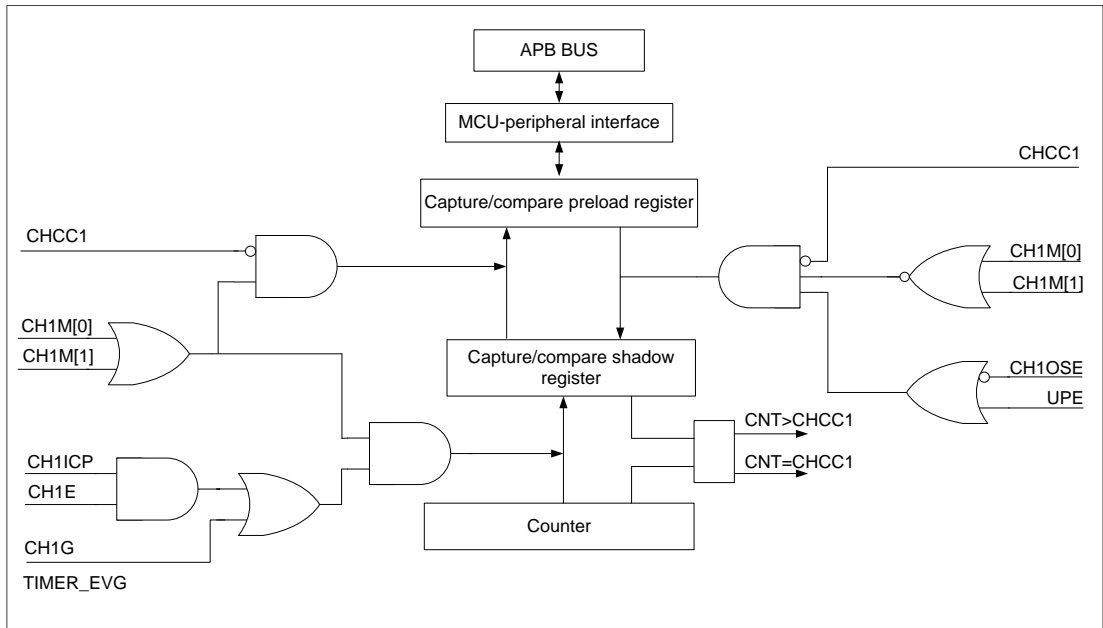 APB BUS
MCU-peripheral interface
Capture/compare preload register
CHCC1
CHCC1
CH1M[0]
CH1M[1]
CH1M[0]
CH1M[1]
Capture/compare shadow
register
CH1OSE
UPE
CNT>CHCC1
CNT=CHCC1
CH1ICP
CH1E
Counter
CH1G
TIMER_EVG